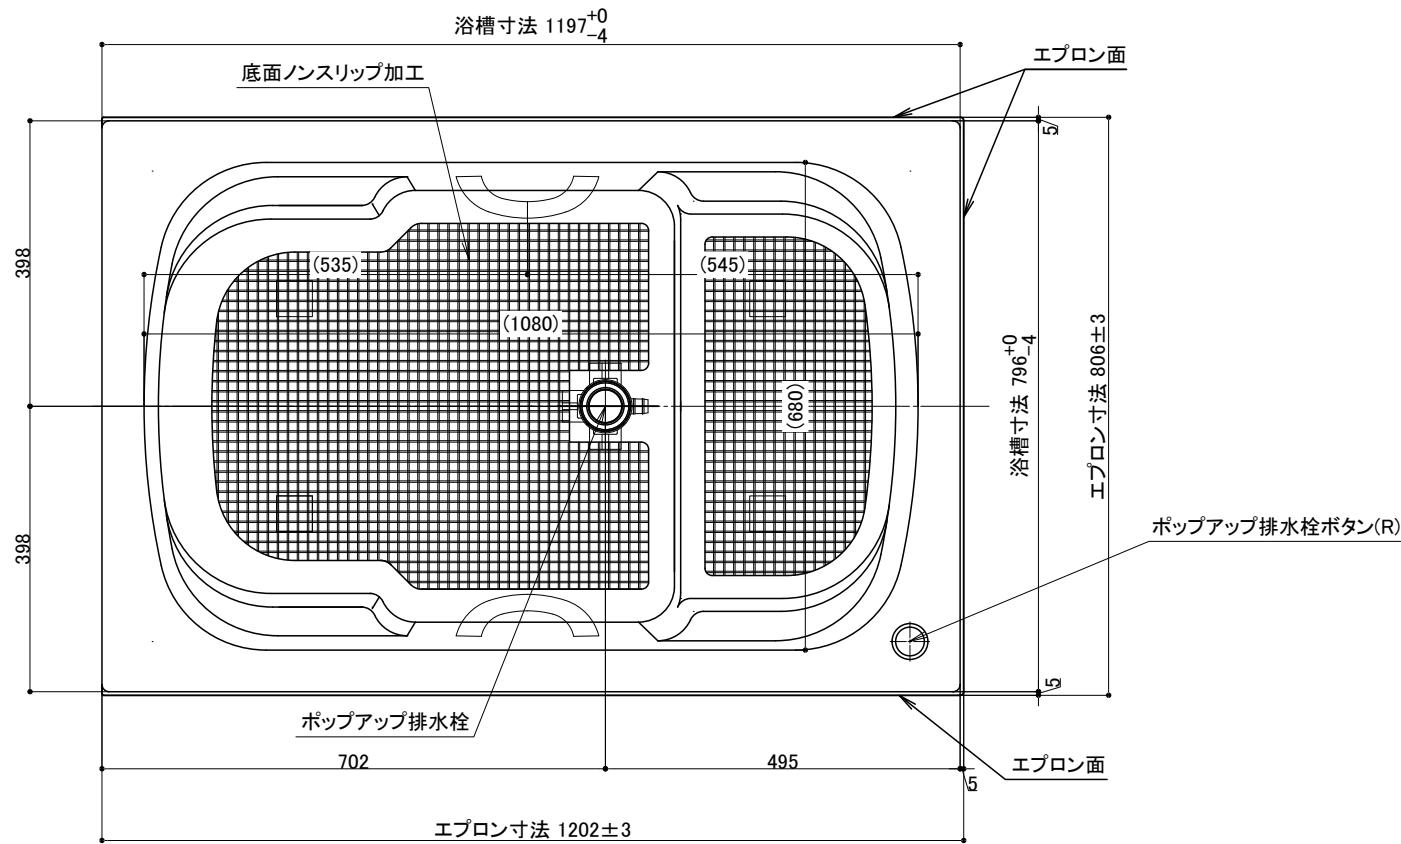 浴槽寸法 1197+0 -4
エプロン面
底面ノンスリップ加工
5
398
(535)
(545)
(1080)
浴槽寸法 796+0 -4
エプロン寸法 806±3
(680)
ポップアップ排水栓ボタン(R)
398
5
ポップアップ排水栓
702
495
エプロン面
5
エプロン寸法 1202±3